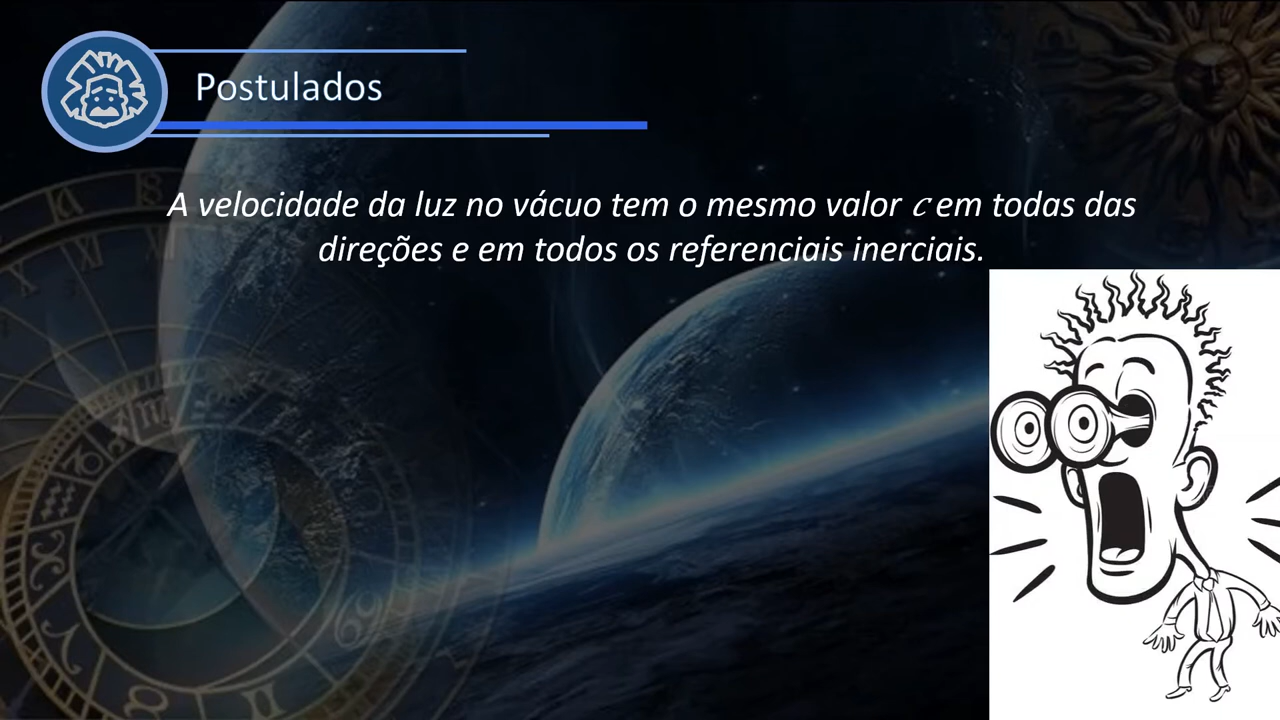 Postulados
A velocidade da luz no vácuo tem o mesmo valor c em todas das
direções e em todos os referenciais inerciais.